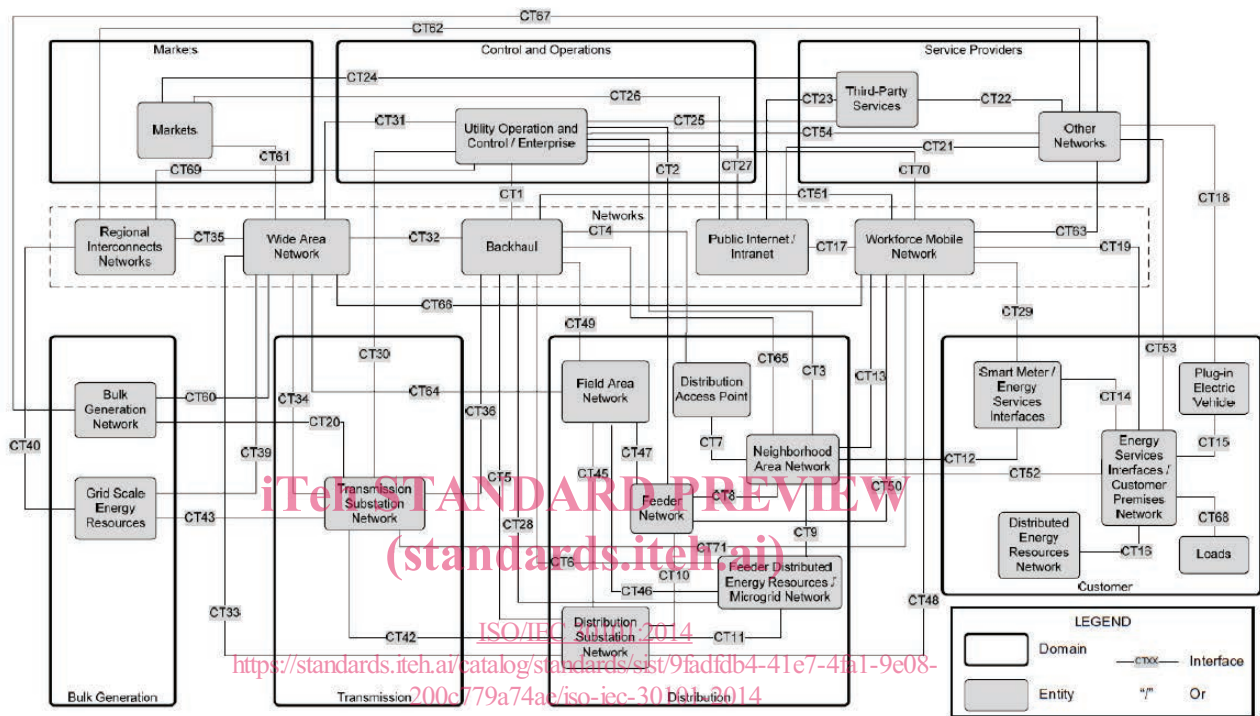 CT67
CT62
Markets
Control and Operations
Service Providers
CT24
CT26
CT31
CT25
CT23
Third-Party
Services
CT22
Markets
Utility Operation and
Control / Enterprise
CT54
Other
Networks
CT61
CT69
CT2
CT27
CT21
CT70
CT1
CT51
CT18
Networks
CT4
CT63
Regional
Interconnects
Networks
CT35
Wide Area
Network
CT32
Backhaul
Public Internet /
Intranet
CT17
Workforce Mobile
Network
CT19
CT66
CT29
CT49
CT30
CT65
CT3
CT13
CT53
Bulk
Generation
Network
CT60
CT34
CT64
CT36
Field Area
Network
Distribution
Access Point
Smart Meter /
Energy
Services
Interfaces
CT14
Plug-in
Electric
Vehicle
CT20
CT40
CT39
CT7
CT47
CT45
CT5
Neighborhood
Area Network
CT12
CT52
CT15
Energy
Services
Interfaces /
Customer
Premises
Network
Grid Scale
Energy
Resources
CT43
Transmission
Substation
Network
CT8
CT50
Feeder
Network
iTeh STANDARD PREVIEW
(standards.iteh.ai)
CT28
CT9
CT71
CT68
Distributed
Energy
Resources
Network
CT16
Loads
CT6
CT10
Feeder Distributed
Energy Resources /
Microgrid Network
CT46
Customer
CT33
CT48
CT42
Distribution
Substation
Network
CT11
ISO/IEC 30101:2014
https://standards.iteh.ai/catalog/standards/sist/9fadfdb4-41e7-4fa1-9e08-
200c779a74ae/iso-iec-30101-2014
Bulk Generation
Transmission
Distribution
LEGEND
Domain
CTXX
Interface
Entity
"/"
Or